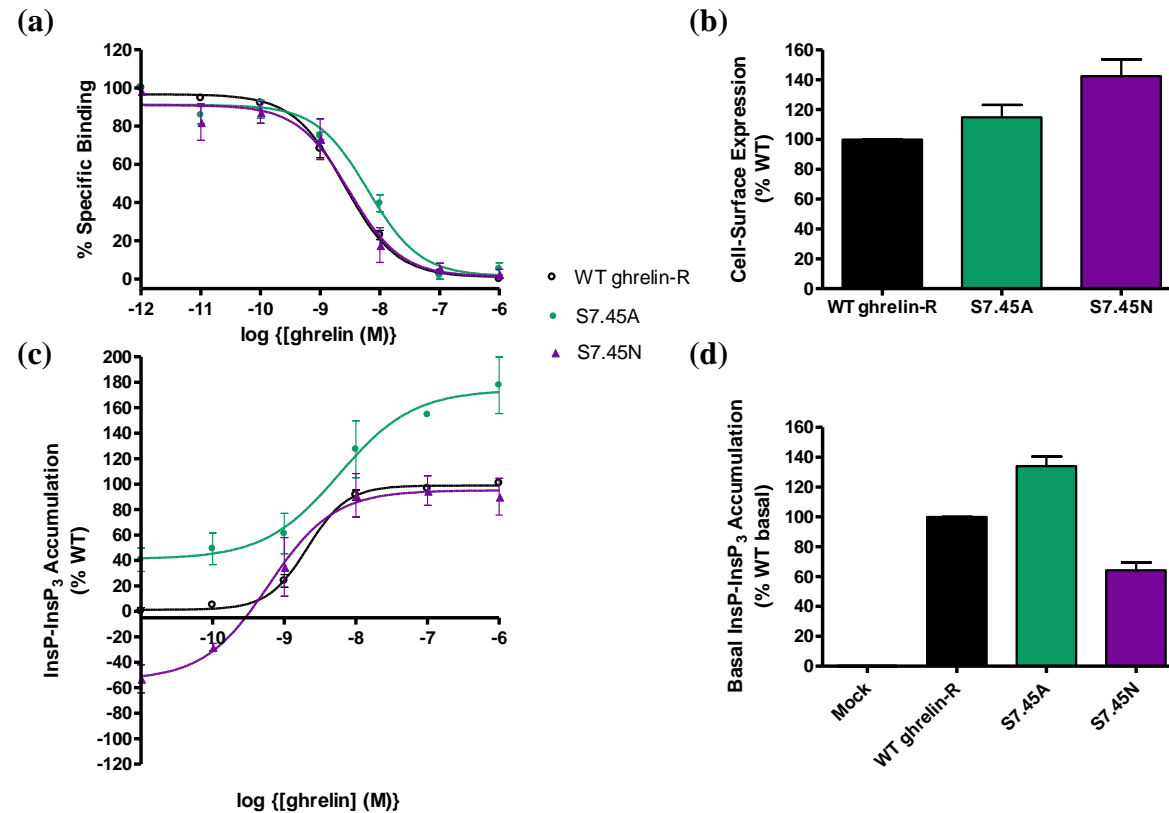 (a)
120
100
80
60
40
20
0
% Specific Binding
-12 -11 -10 -9 -8 -7 -6
log {[ghrelin (M)}
WT ghrelin-R
S7.45A
S7.45N
(b)
160
140
120
100
80
60
40
20
0
Cell-Surface Expression
(% WT)
WT ghrelin-R S7.45A S7.45N
(c)
200
180
160
140
120
100
80
60
40
20
0
-20
-40
-60
-80
-100
-120
InsP-InsP3 Accumulation
(% WT)
-10 -9 -8 -7 -6
log {[ghrelin] (M)}
(d)
160
140
120
100
80
60
40
20
0
Basal InsP-InsP3 Accumulation
(% WT basal)
Mock
WT ghrelin-R
S7.45A
S7.45N